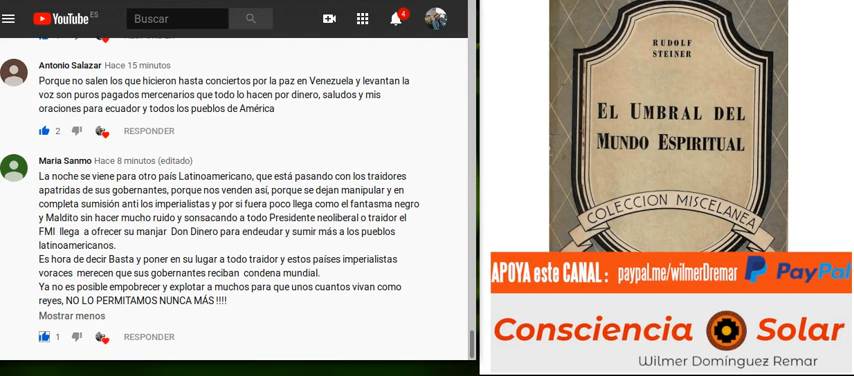 YouTube ES
Buscar
4
RESPONDER
Antonio Salazar Hace 15 minutos
Porque no salen los que hicieron hasta conciertos por la paz en Venezuela y levantan la
voz son puros pagados mercenarios que todo lo hacen por dinero, saludos y mis
oraciones para ecuador y todos los pueblos de América
2 RESPONDER
Maria Sanmo Hace 8 minutos (editado)
La noche se viene para otro país Latinoamericano, que está pasando con los traidores
apatridas de sus gobernantes, porque nos venden así, porque se dejan manipular y en
completa sumisión anti los imperialistas y por si fuera poco llega como el fantasma negro
y Maldito sin hacer mucho ruido y sonsacando a todo Presidente neoliberal o traidor el
FMI llega a ofrecer su manjar Don Dinero para endeudar y sumir más a los pueblos
latinoamericanos.
Es hora de decir Basta y poner en su lugar a todo traidor y estos países imperialistas
voraces merecen que sus gobernantes reciban condena mundial.
Ya no es posible empobrecer y explotar a muchos para que unos cuantos vivan como
reyes, NO LO PERMITAMOS NUNCA MÁS !!!!
Mostrar menos
1 RESPONDER
RUDOLF
STEINER
EL UMBRAL DEL
MUNDO ESPIRITUAL
COLECCION MISCELANEA
APOYA este CANAL : paypal.me/wilmerDremar PayPal
Consciencia Solar
Wilmer Domínguez Remar